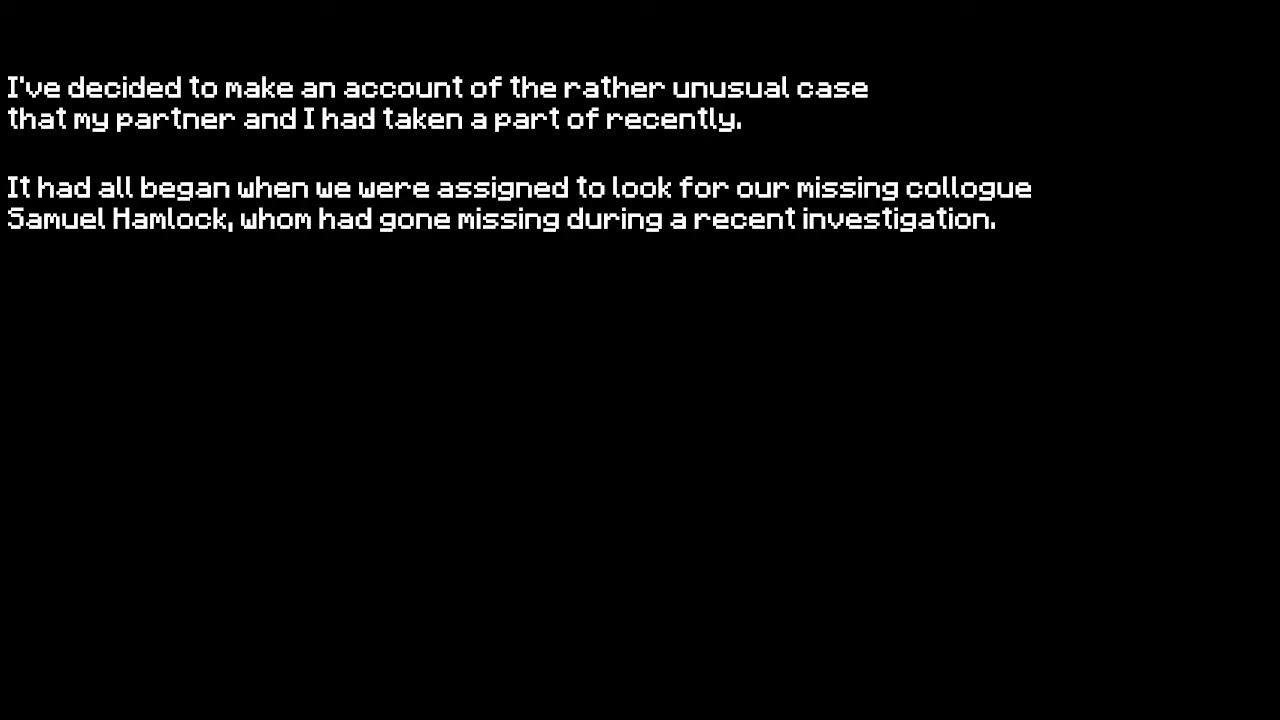 I've decided to make an account of the rather unusual case
that my partner and I had taken a part of recently.
It had all began when we were assigned to look for our missing collogue
Samuel Hamlock, whom had gone missing during a recent investigation.